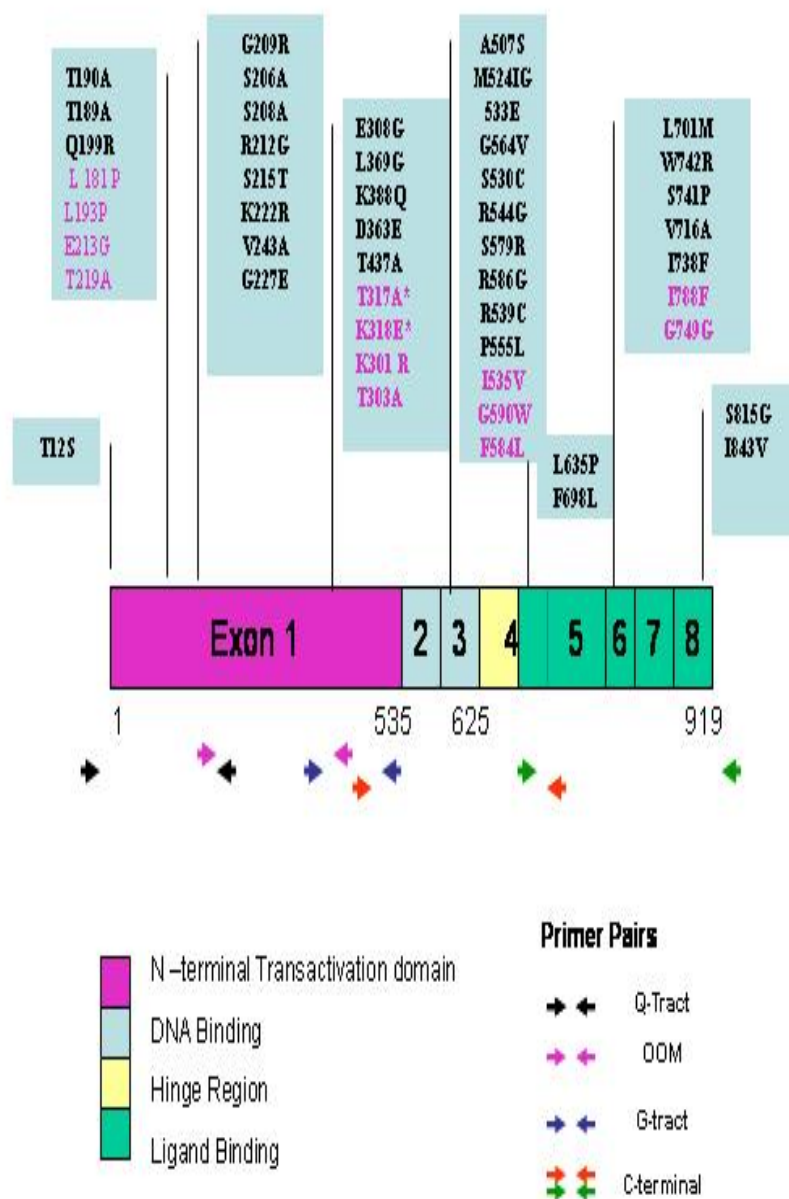 T190A
T189A
Q199R
L 181 P
L193P
E213G
T219A
G209R
S206A
S208A
R212G
S215T
K222R
V243A
G227E
E308G
L369G
K388Q
D363E
T437A
T317A*
K318E*
K301 R
T303A
A507S
M524IG
533E
G564V
S530C
R544G
S579R
R586G
R539C
P555L
I535V
G590W
F584L
L701M
W742R
S741P
V716A
I738F
I788F
G749G
T12S
L635P
F698L
S815G
I843V
Exon 1 2 3 4 5 6 7 8
1 535 625 919
N –terminal Transactivation domain
DNA Binding
Hinge Region
Ligand Binding
Primer Pairs
Q-Tract
OOM
G-tract
C-terminal